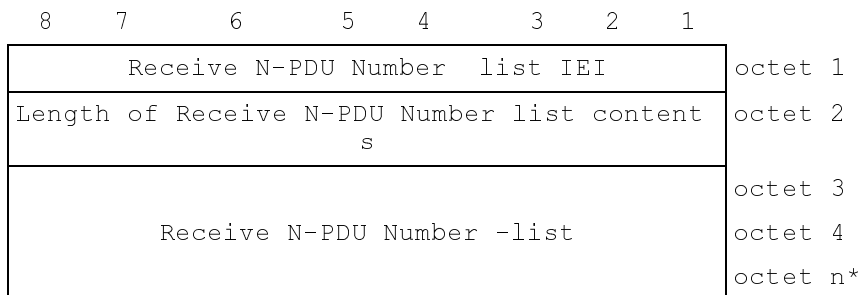 8 7 6 5 4 3 2 1
Receive N-PDU Number list IEI octet 1
Length of Receive N-PDU Number list content octet 2
s
octet 3
Receive N-PDU Number -list octet 4
octet n*